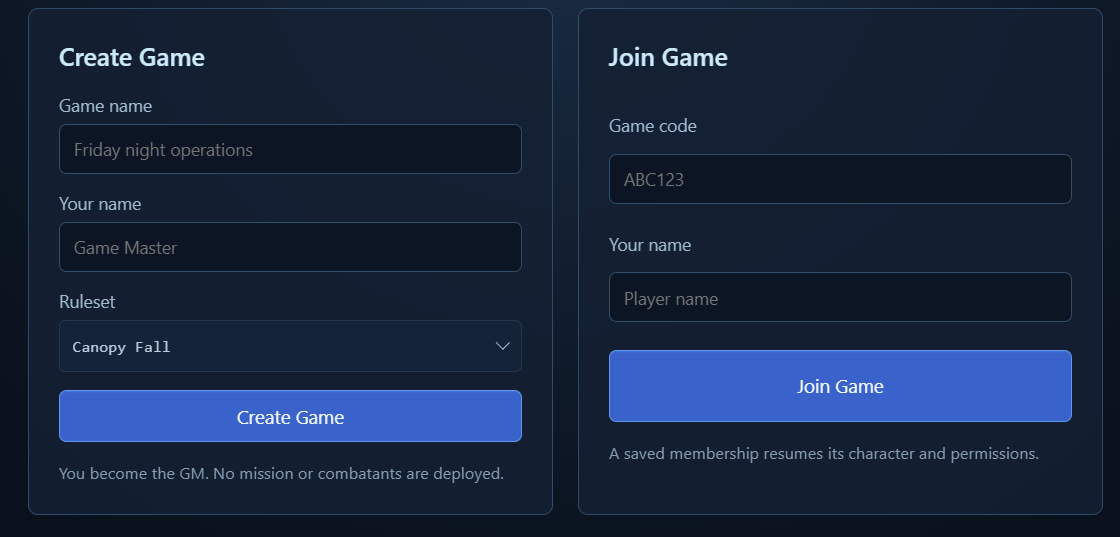 Create Game
Game name
Friday night operations
Your name
Game Master
Ruleset
Canopy Fall
Create Game
You become the GM. No mission or combatants are deployed.
Join Game
Game code
ABC123
Your name
Player name
Join Game
A saved membership resumes its character and permissions.